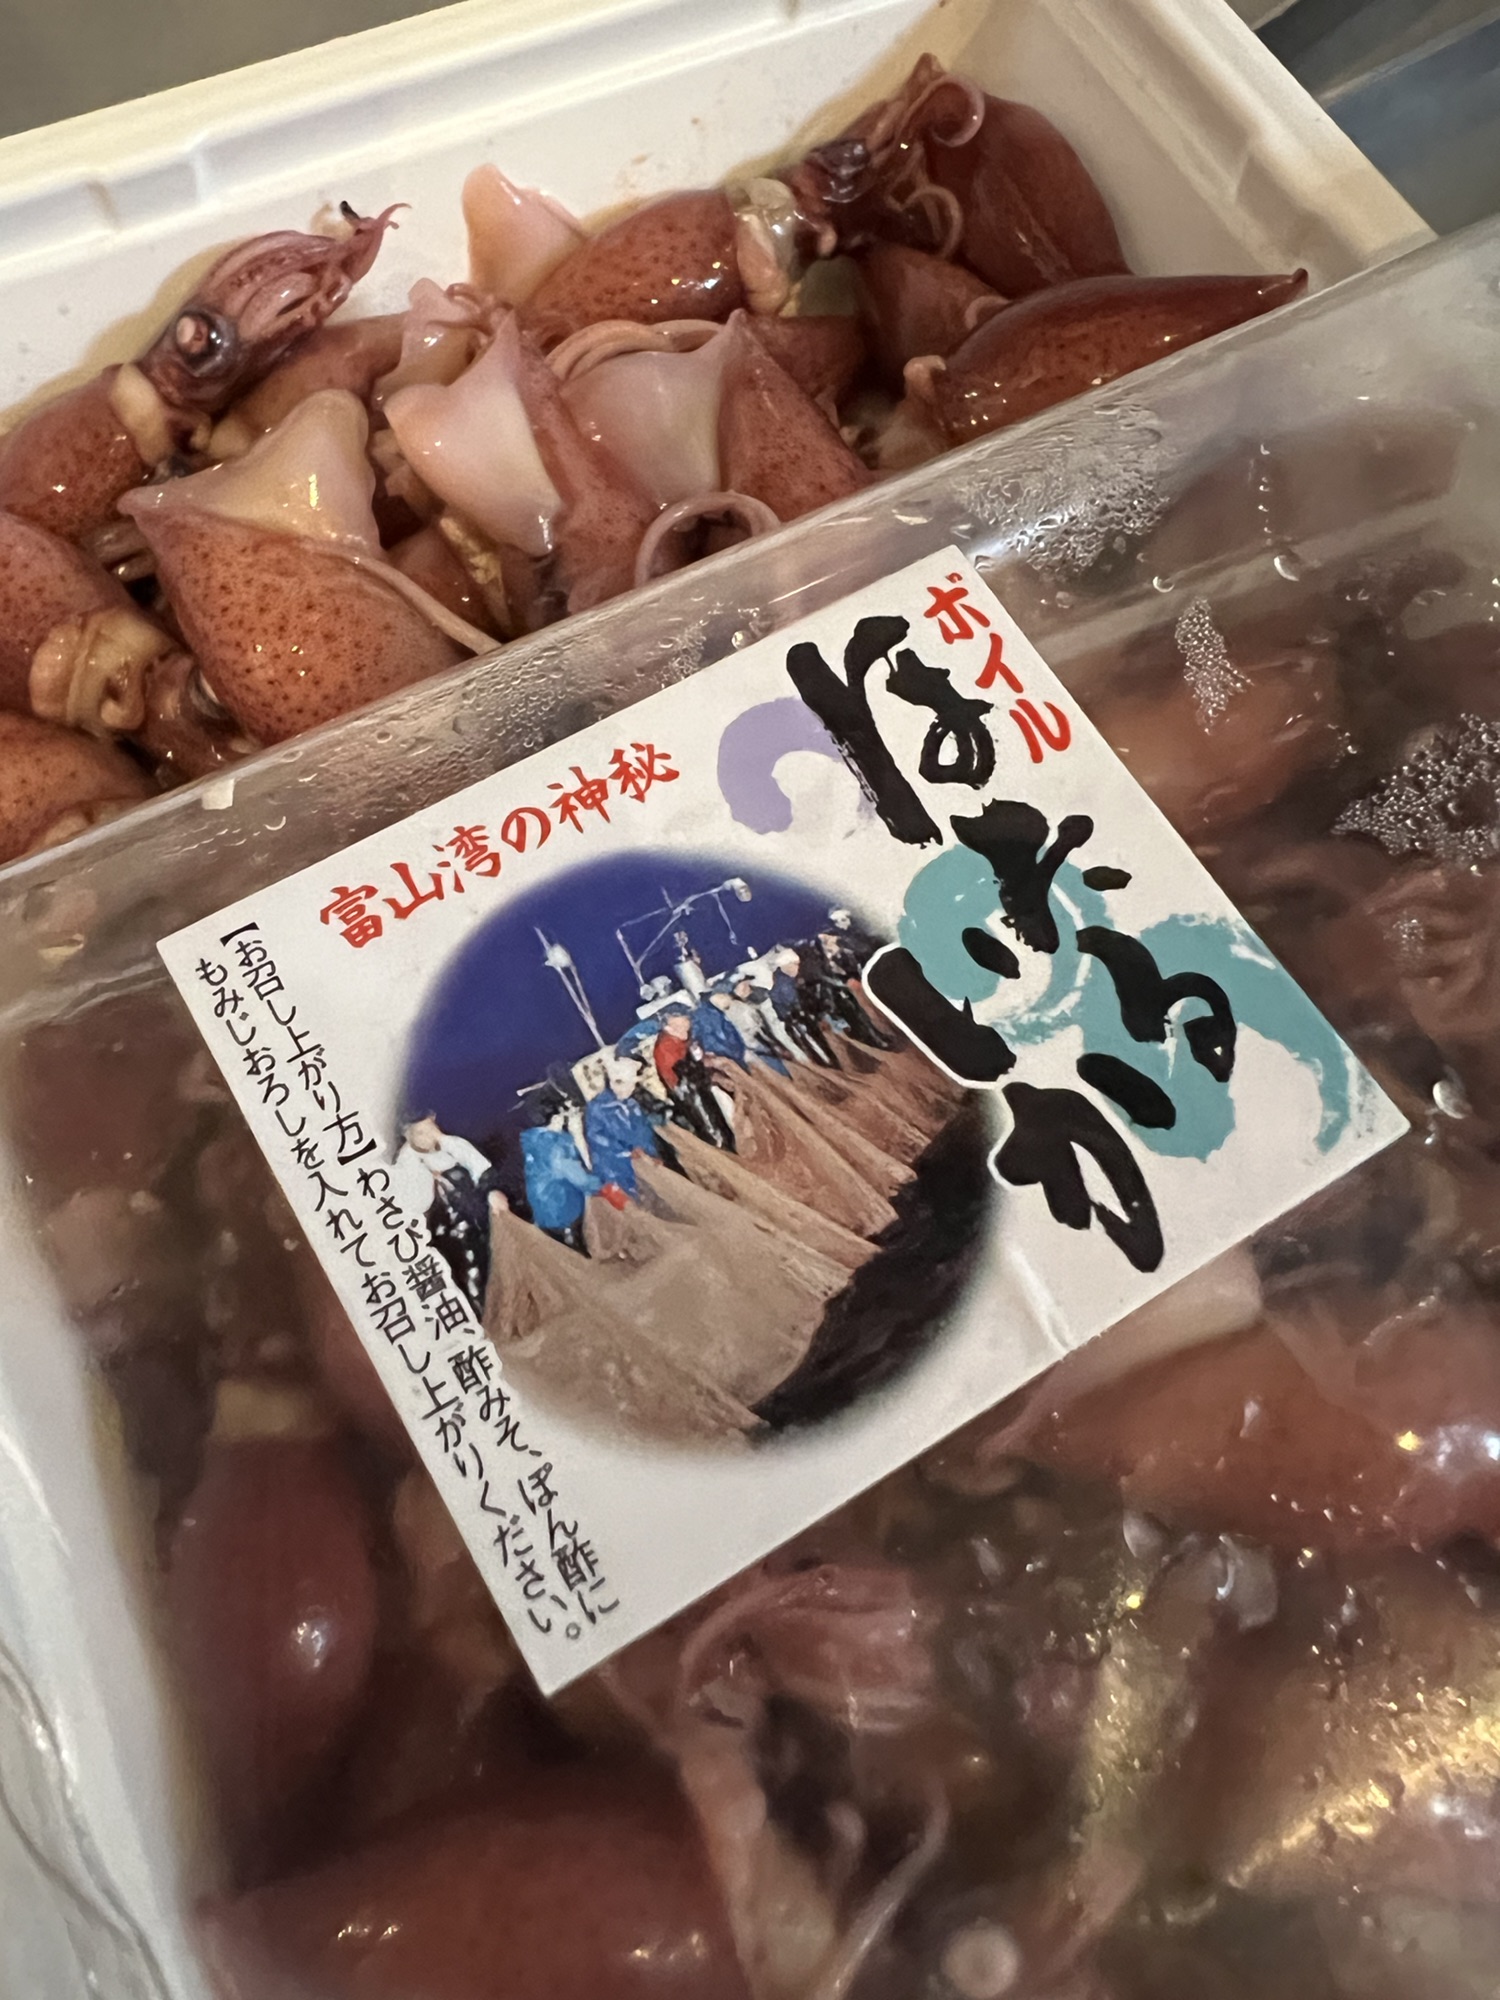 ボイル
ほたるいか
富山湾の神秘
【お召し上がり方】わさび醤油、酢みそ、ぽん酢に
もみじおろしを入れてお召し上がりください。